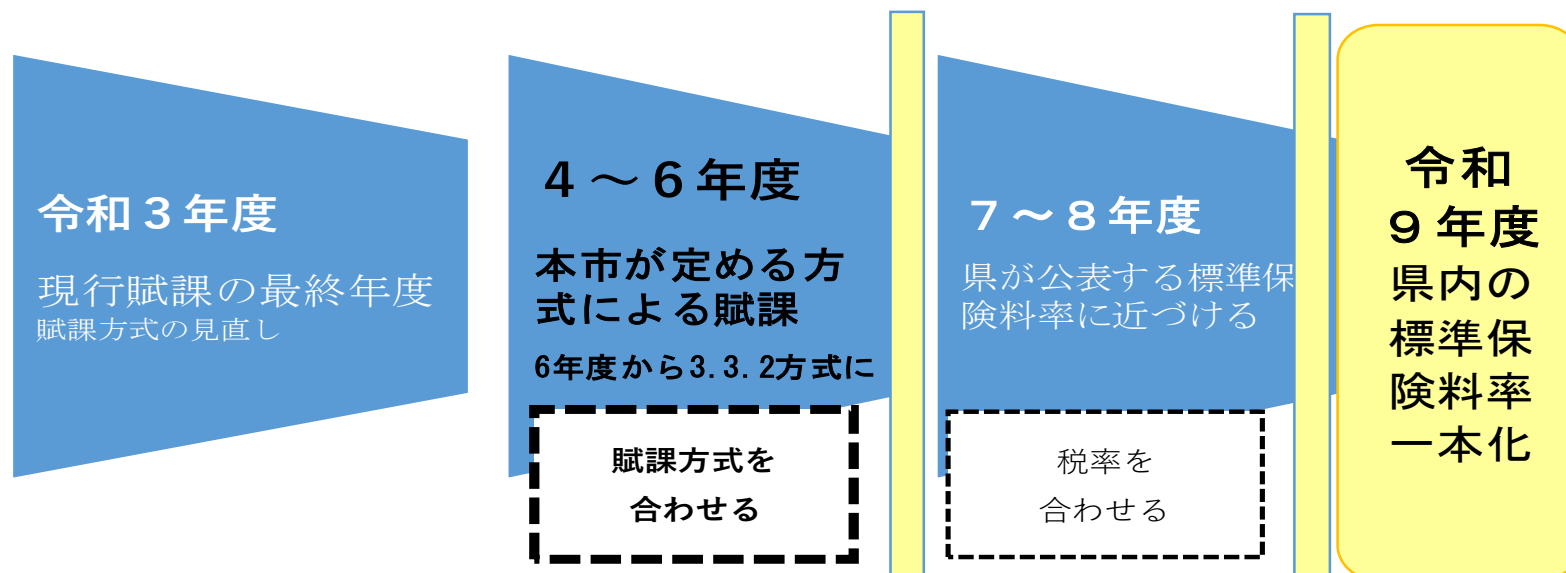 令和３年度
現行賦課の最終年度
賦課方式の見直し
４～６年度
本市が定める方
式による賦課
6年度から3.3.2方式に
賦課方式を
合わせる
７～８年度
県が公表する標準保
険料率に近づける
税率を
合わせる
令和
９年度
県内の
標準保
険料率
一本化